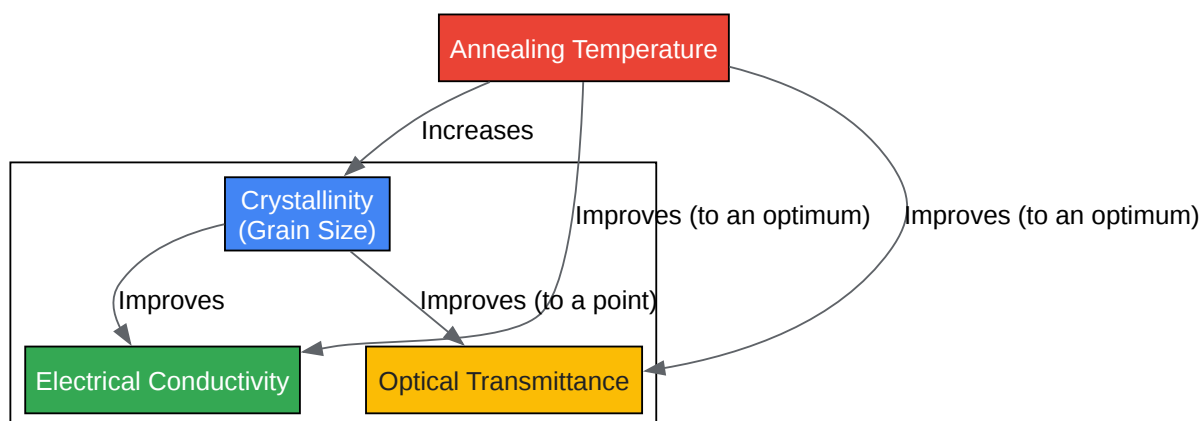 Annealing Temperature
Increases
Crystallinity
(Grain Size)
Improves (to an optimum)
Improves (to an optimum)
Improves
Improves (to a point)
Electrical Conductivity
Optical Transmittance